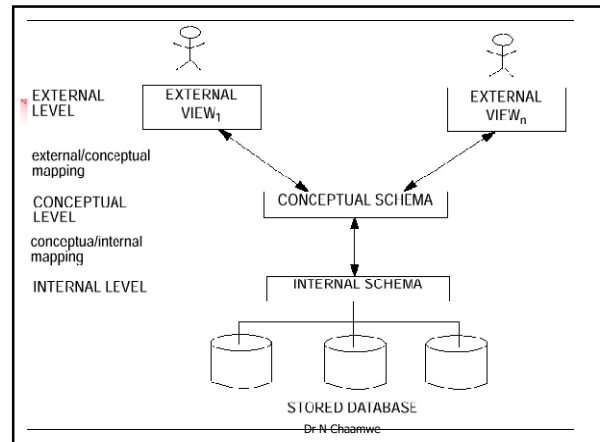 EXTERNAL
LEVEL
EXTERNAL
VIEW1
EXTERNAL
VIEWn
external/conceptual
mapping
CONCEPTUAL
LEVEL
CONCEPTUAL SCHEMA
conceptua/internal
mapping
INTERNAL LEVEL
INTERNAL SCHEMA
STORED DATABASE
Dr N Chaamwe